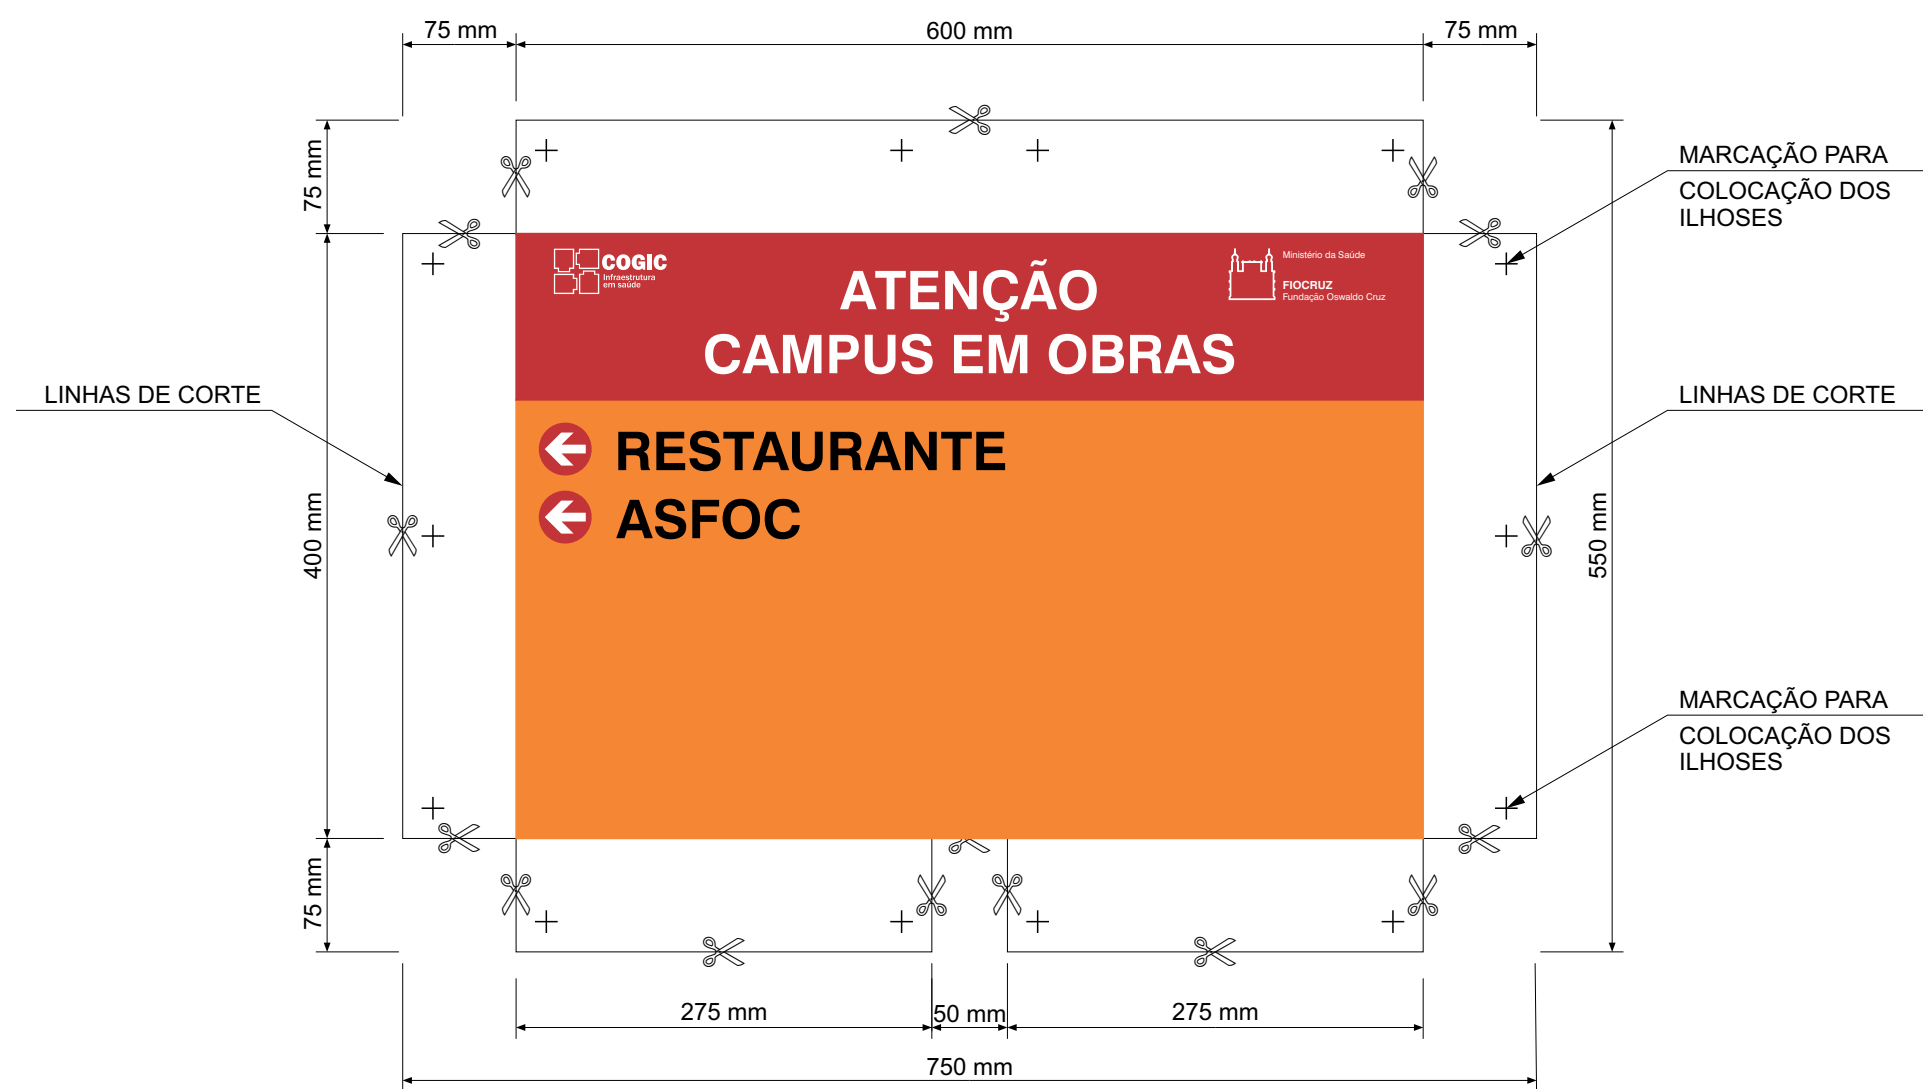 75 mm
600 mm
75 mm
75 mm
MARCAÇÃO PARA
COLOCAÇÃO DOS
ILHOSES
COGIC
Infraestrutura
em saúde
ATENÇÃO
CAMPUS EM OBRAS
Ministério da Saúde
FIOCRUZ
Fundação Oswaldo Cruz
LINHAS DE CORTE
LINHAS DE CORTE
RESTAURANTE
ASFOC
400 mm
550 mm
MARCAÇÃO PARA
COLOCAÇÃO DOS
ILHOSES
75 mm
275 mm
50 mm
275 mm
750 mm